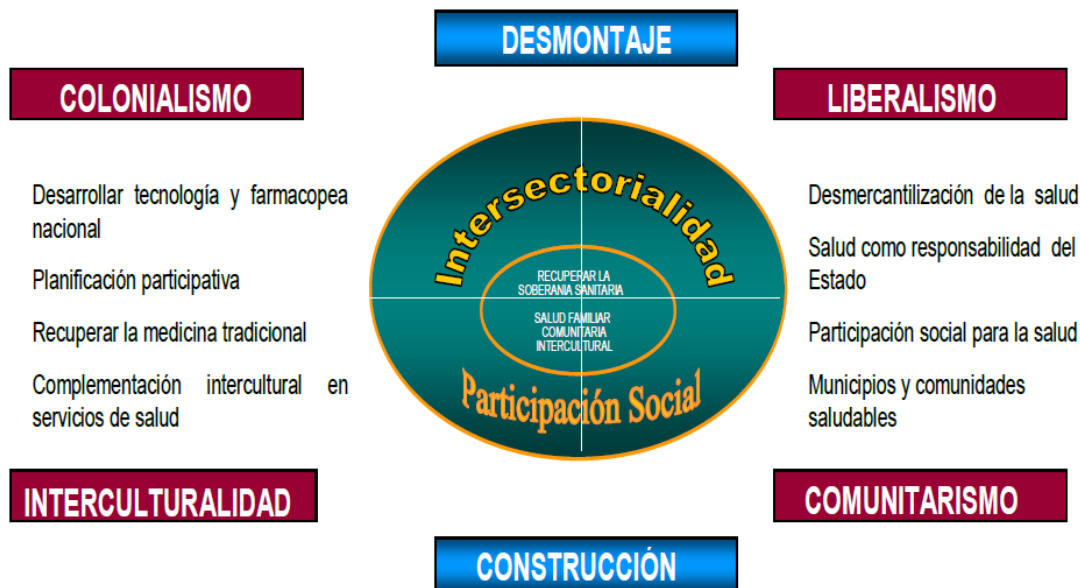 DESMONTAJE
COLONIALISMO
LIBERALISMO
Desarrollar tecnología y farmacopea
nacional
Planificación participativa
Recuperar la medicina tradicional
Complementación intercultural en
servicios de salud
Intersectorialidad
RECUPERAR LA
SOBERANIA SANITARIA
SALUD FAMILIAR
COMUNITARIA
INTERCULTURAL
Participación Social
Desmercantilización de la salud
Salud como responsabilidad del
Estado
Participación social para la salud
Municipios y comunidades
saludables
INTERCULTURALIDAD
COMUNITARISMO
CONSTRUCCIÓN